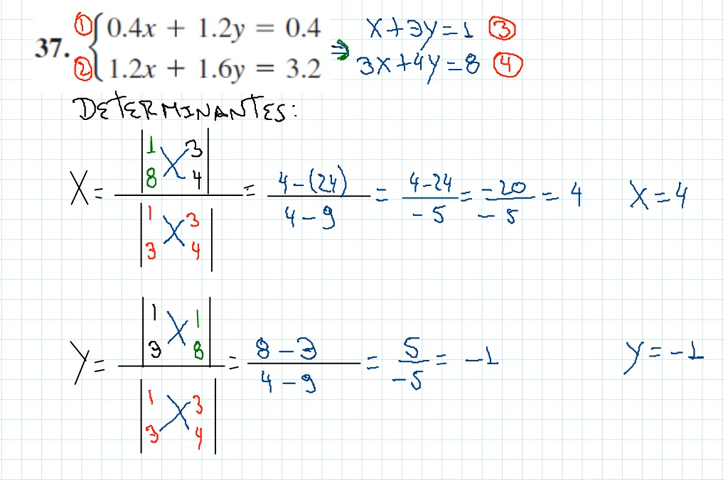 37. ① 0.4x + 1.2y = 0.4 ⇒ x+3y=1 ③
② 1.2x + 1.6y = 3.2 3x+4y=8 ④
DETERMINANTES:
X = |1 3; 8 4| / |1 3; 3 4| = (4-(24))/(4-9) = (4-24)/(-5) = (-20)/(-5) = 4 X=4
Y = |1 1; 3 8| / |1 3; 3 4| = (8-3)/(4-9) = 5/(-5) = -1 y=-1